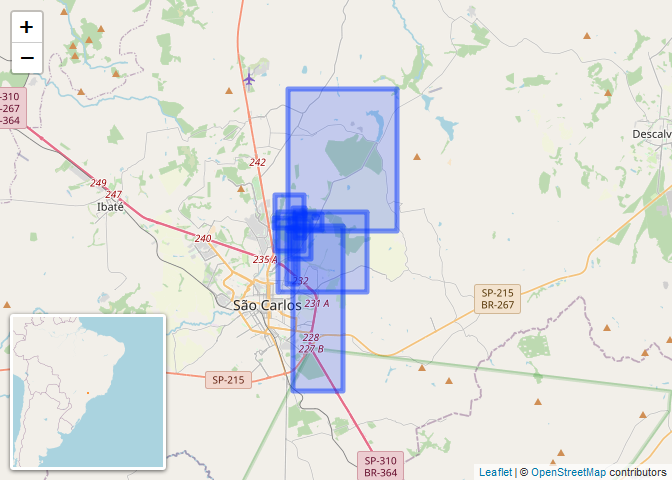 +
−
-310
-267
-364
242
Descalv
249
247
Ibaté
240
235 A
232
São Carlos
231 A
SP-215
BR-267
228
227 B
SP-215
SP-310
BR-364
Leaflet | © OpenStreetMap contributors